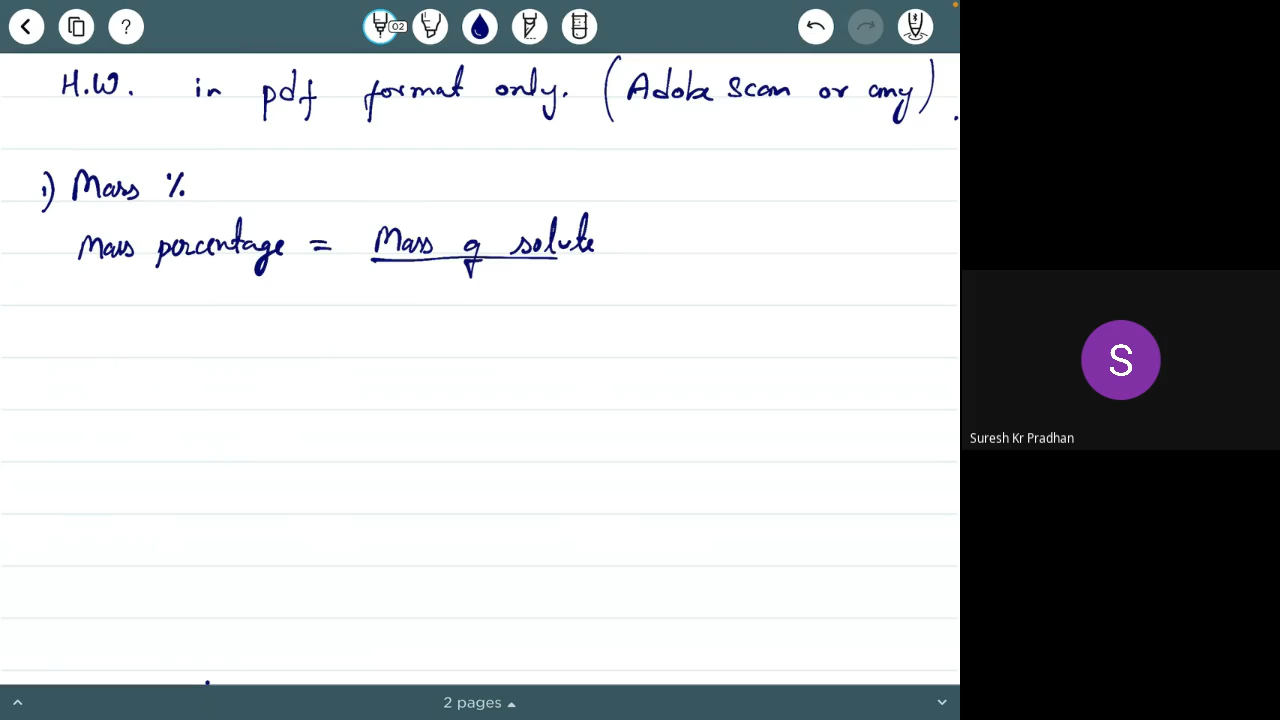 ?
02
H.W. in pdf format only. (Adobe Scan or any).
i) Mass %
Mass percentage = Mass of solute
S
Suresh Kr Pradhan
2 pages